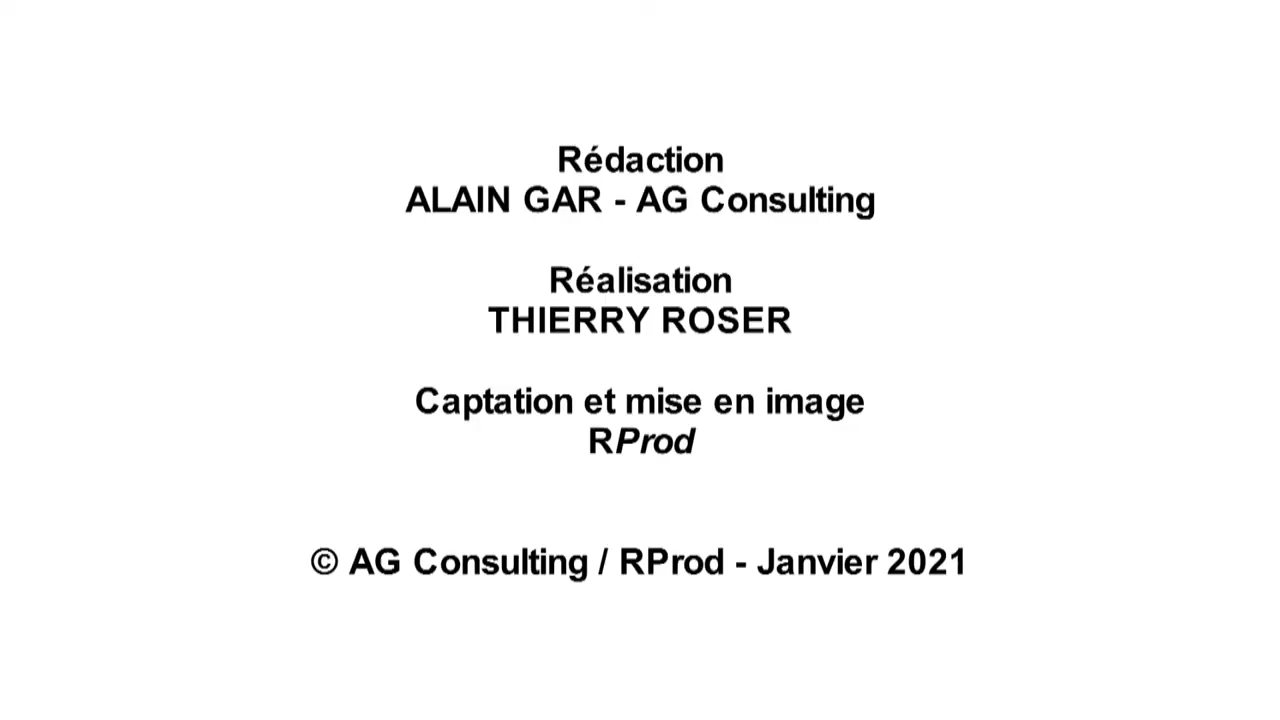 Rédaction
ALAIN GAR - AG Consulting
Réalisation
THIERRY ROSER
Captation et mise en image
RProd
© AG Consulting / RProd - Janvier 2021